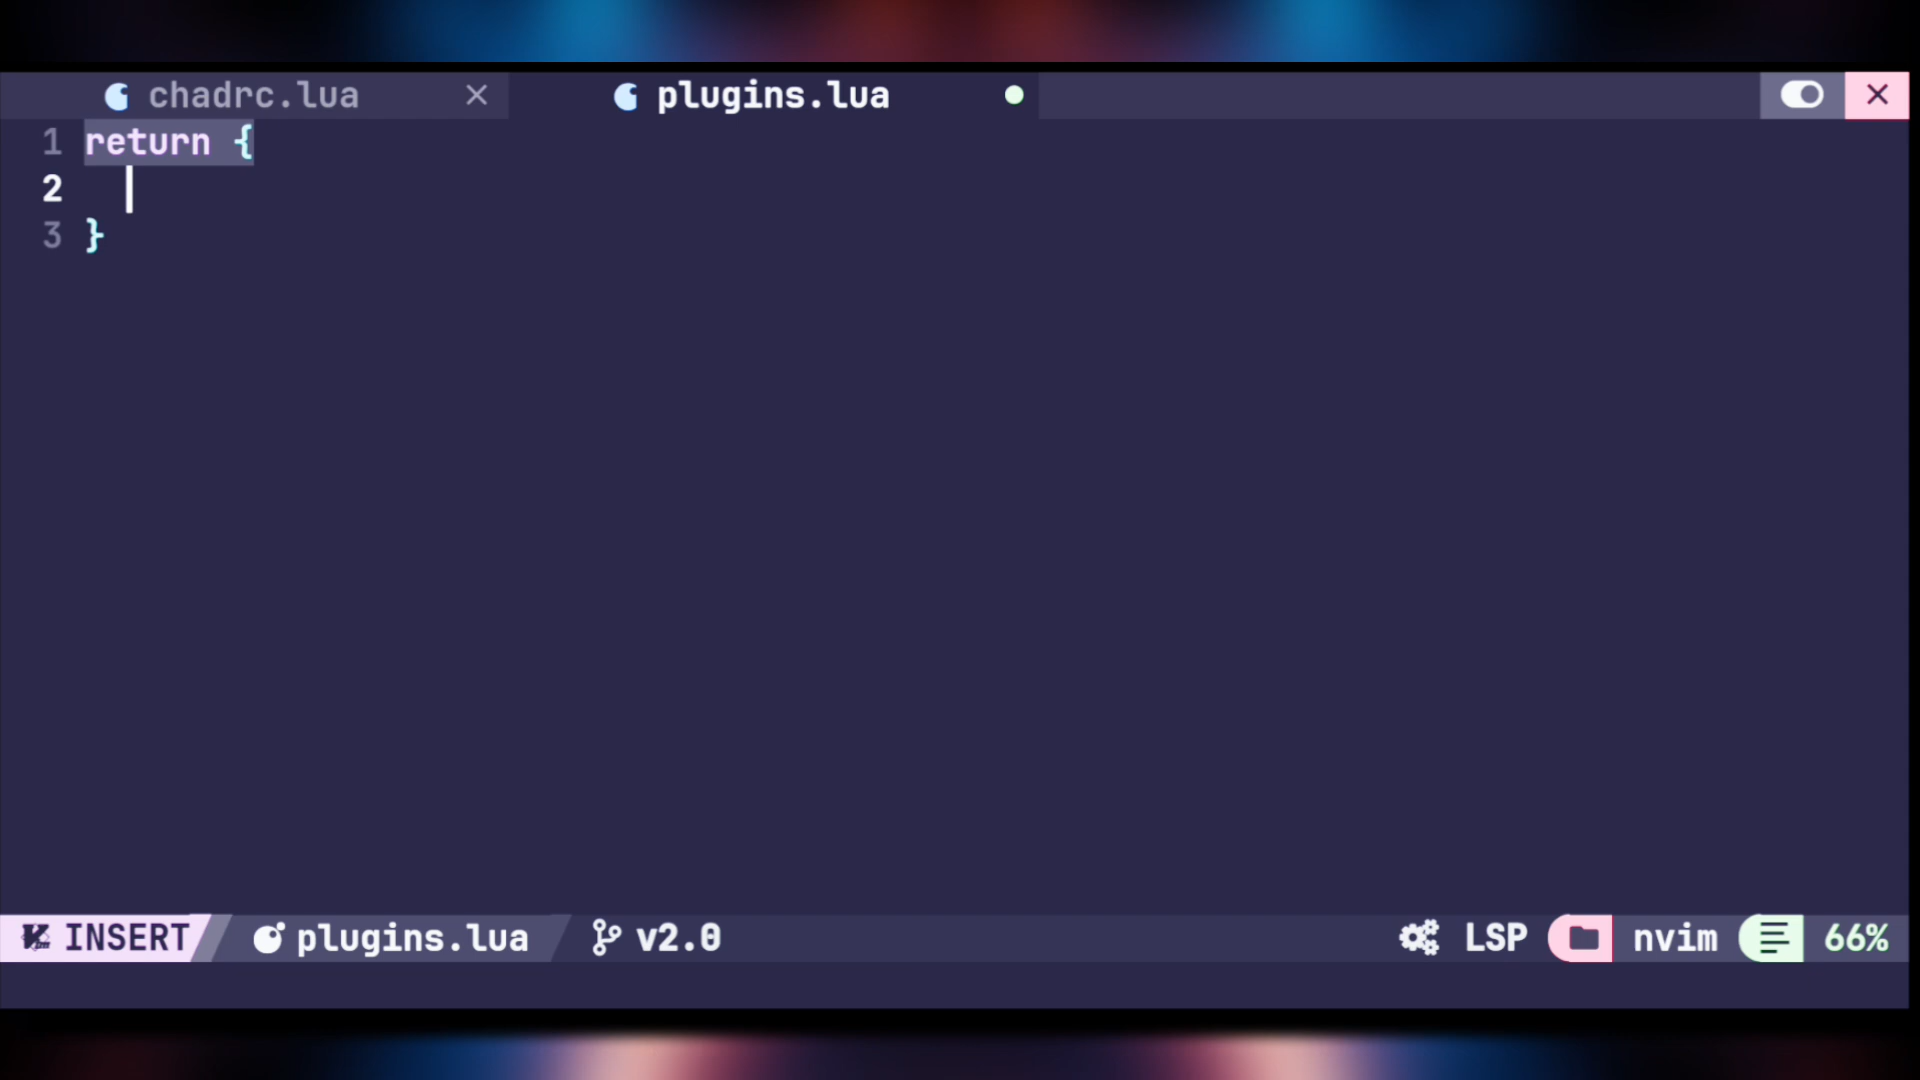 chadrc.lua plugins.lua
1 return {
2
3 }
INSERT plugins.lua v2.0 LSP nvim 66%